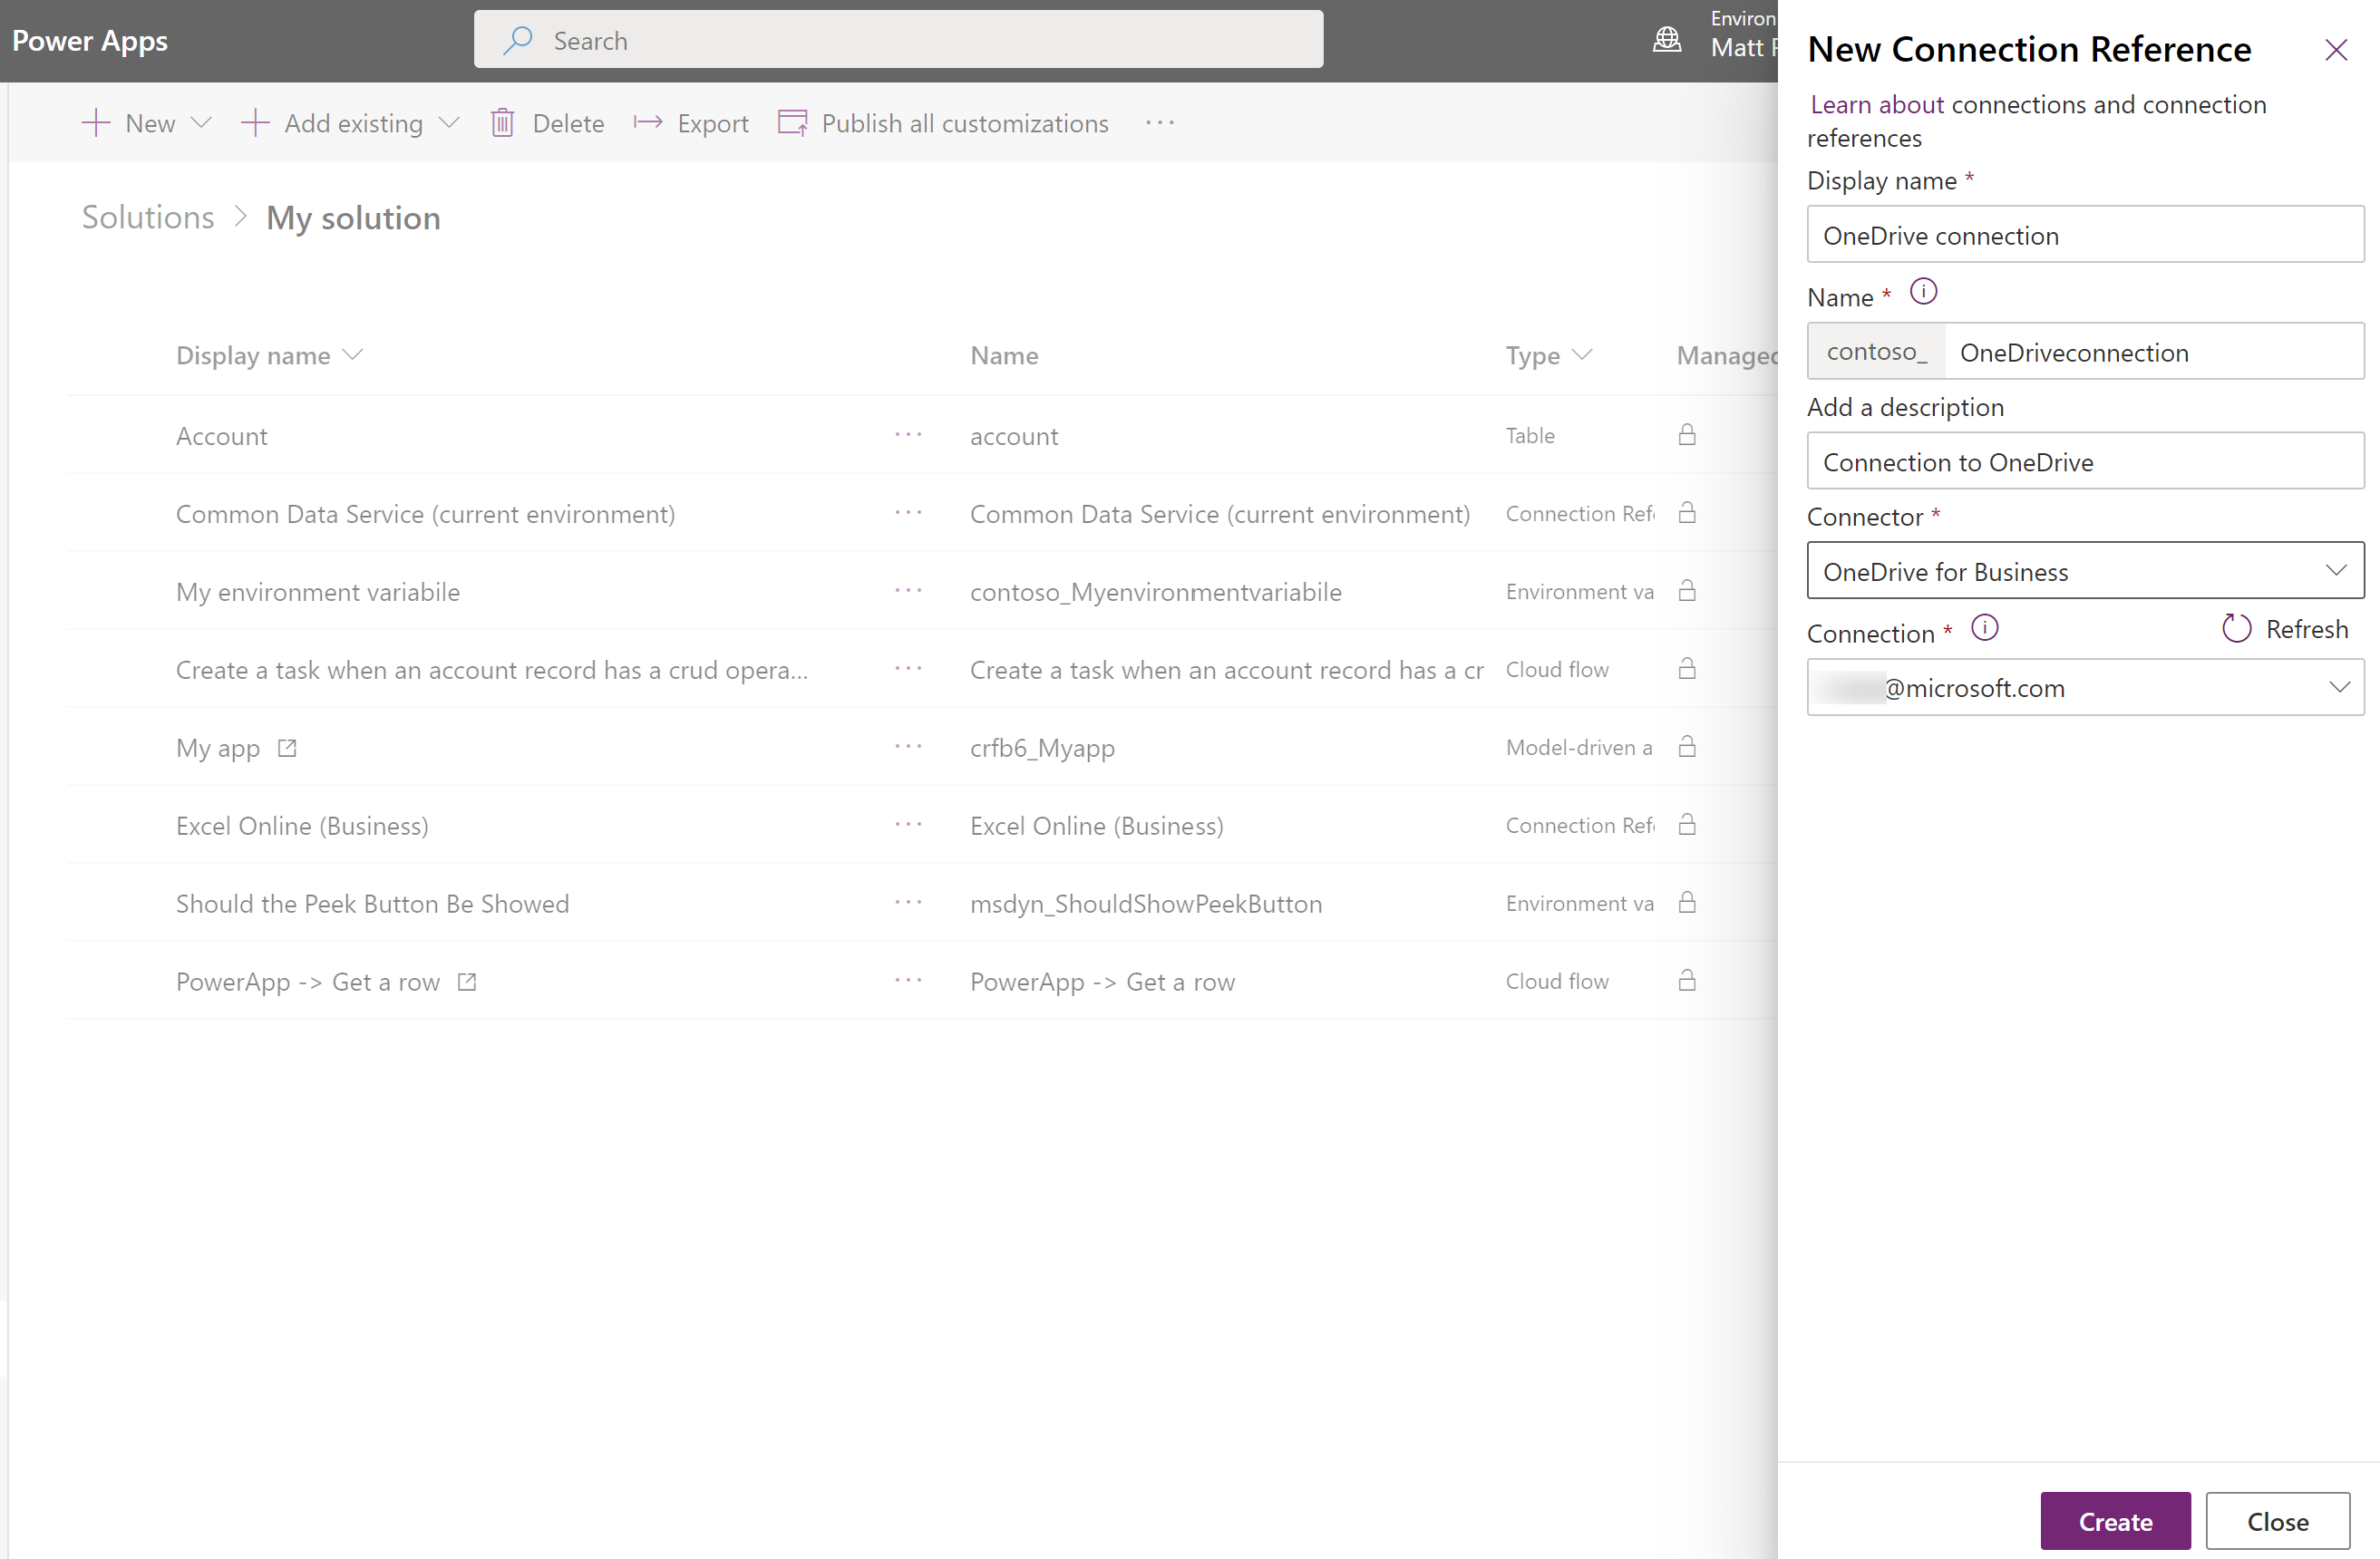 Power Apps
Search
Environ
Matt
New
Add existing
Delete
Export
Publish all customizations
Solutions > My solution
Display name Name Type Managed
Account ··· account Table
Common Data Service (current environment) ··· Common Data Service (current environment) Connection Ref
My environment variabile ··· contoso_Myenvironmentvariabile Environment va
Create a task when an account record has a crud opera... ··· Create a task when an account record has a cr Cloud flow
My app ··· crfb6_Myapp Model-driven a
Excel Online (Business) ··· Excel Online (Business) Connection Ref
Should the Peek Button Be Showed ··· msdyn_ShouldShowPeekButton Environment va
PowerApp -> Get a row ··· PowerApp -> Get a row Cloud flow
New Connection Reference
Learn about connections and connection
references
Display name *
OneDrive connection
Name *
contoso_ OneDriveconnection
Add a description
Connection to OneDrive
Connector *
OneDrive for Business
Connection * Refresh
@microsoft.com
Create Close